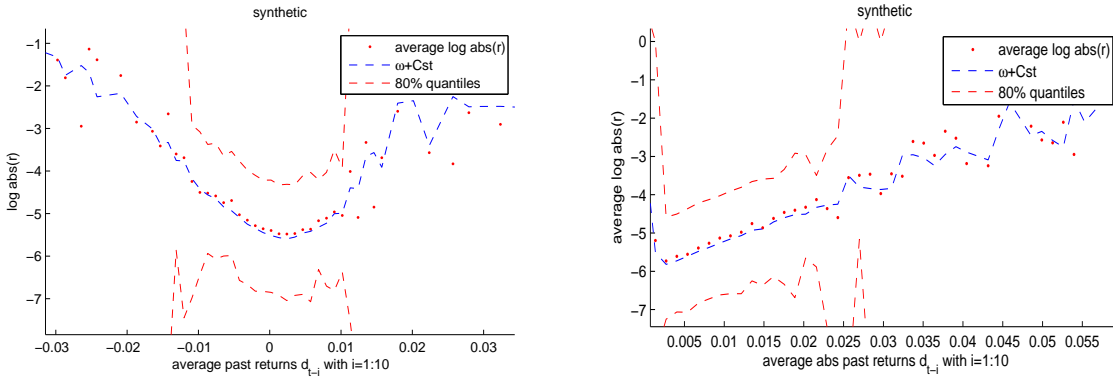 synthetic
average log abs(r)
ω+Cst
80% quantiles
log abs(r)
−1
−2
−3
−4
−5
−6
−7
−0.03 −0.02 −0.01 0 0.01 0.02 0.03
average past returns d_{t−i} with i=1:10
synthetic
average log abs(r)
ω+Cst
80% quantiles
average log abs(r)
0
−1
−2
−3
−4
−5
−6
−7
0.005 0.01 0.015 0.02 0.025 0.03 0.035 0.04 0.045 0.05 0.055
average abs past returns d_{t−i} with i=1:10